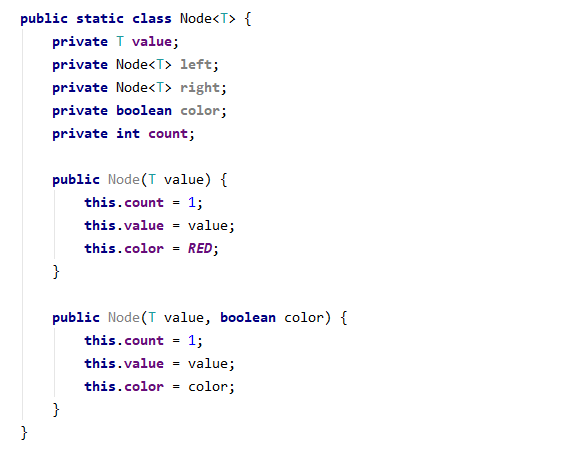 public static class Node<T> {
    private T value;
    private Node<T> left;
    private Node<T> right;
    private boolean color;
    private int count;

    public Node(T value) {
        this.count = 1;
        this.value = value;
        this.color = RED;
    }

    public Node(T value, boolean color) {
        this.count = 1;
        this.value = value;
        this.color = color;
    }
}